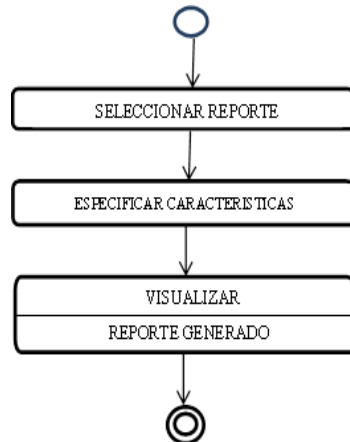 SELECCIONAR REPORTE
ESPECIFICAR CARACTERISTICAS
VISUALIZAR
REPORTE GENERADO